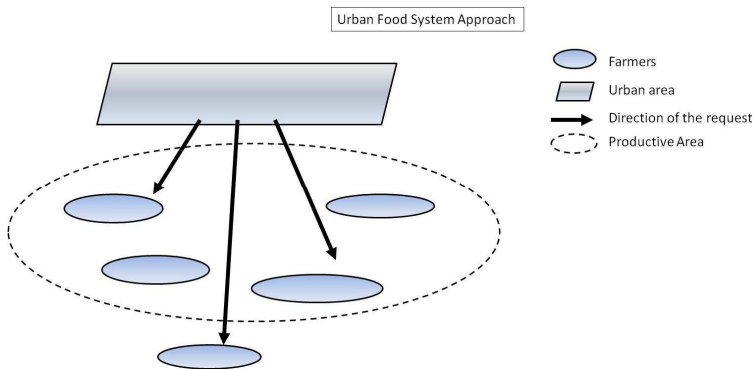 Urban Food System Approach
Farmers
Urban area
Direction of the request
Productive Area